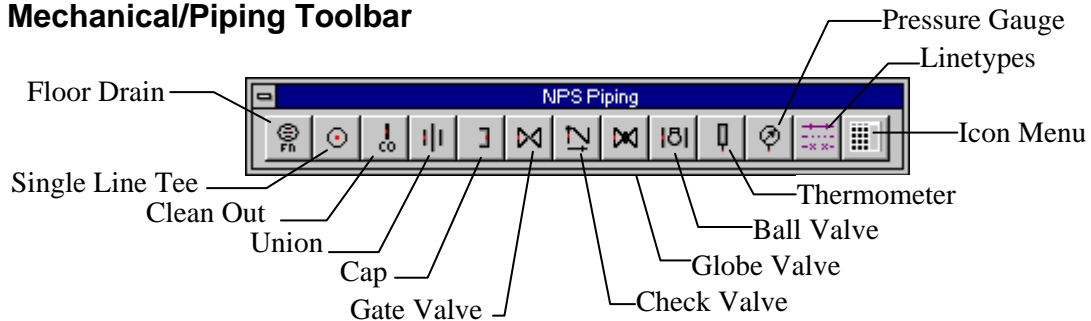 Mechanical/Piping Toolbar
Pressure Gauge
Linetypes
Floor Drain
NPS Piping
FD
CO
Icon Menu
Single Line Tee
Thermometer
Clean Out
Ball Valve
Union
Globe Valve
Cap
Check Valve
Gate Valve